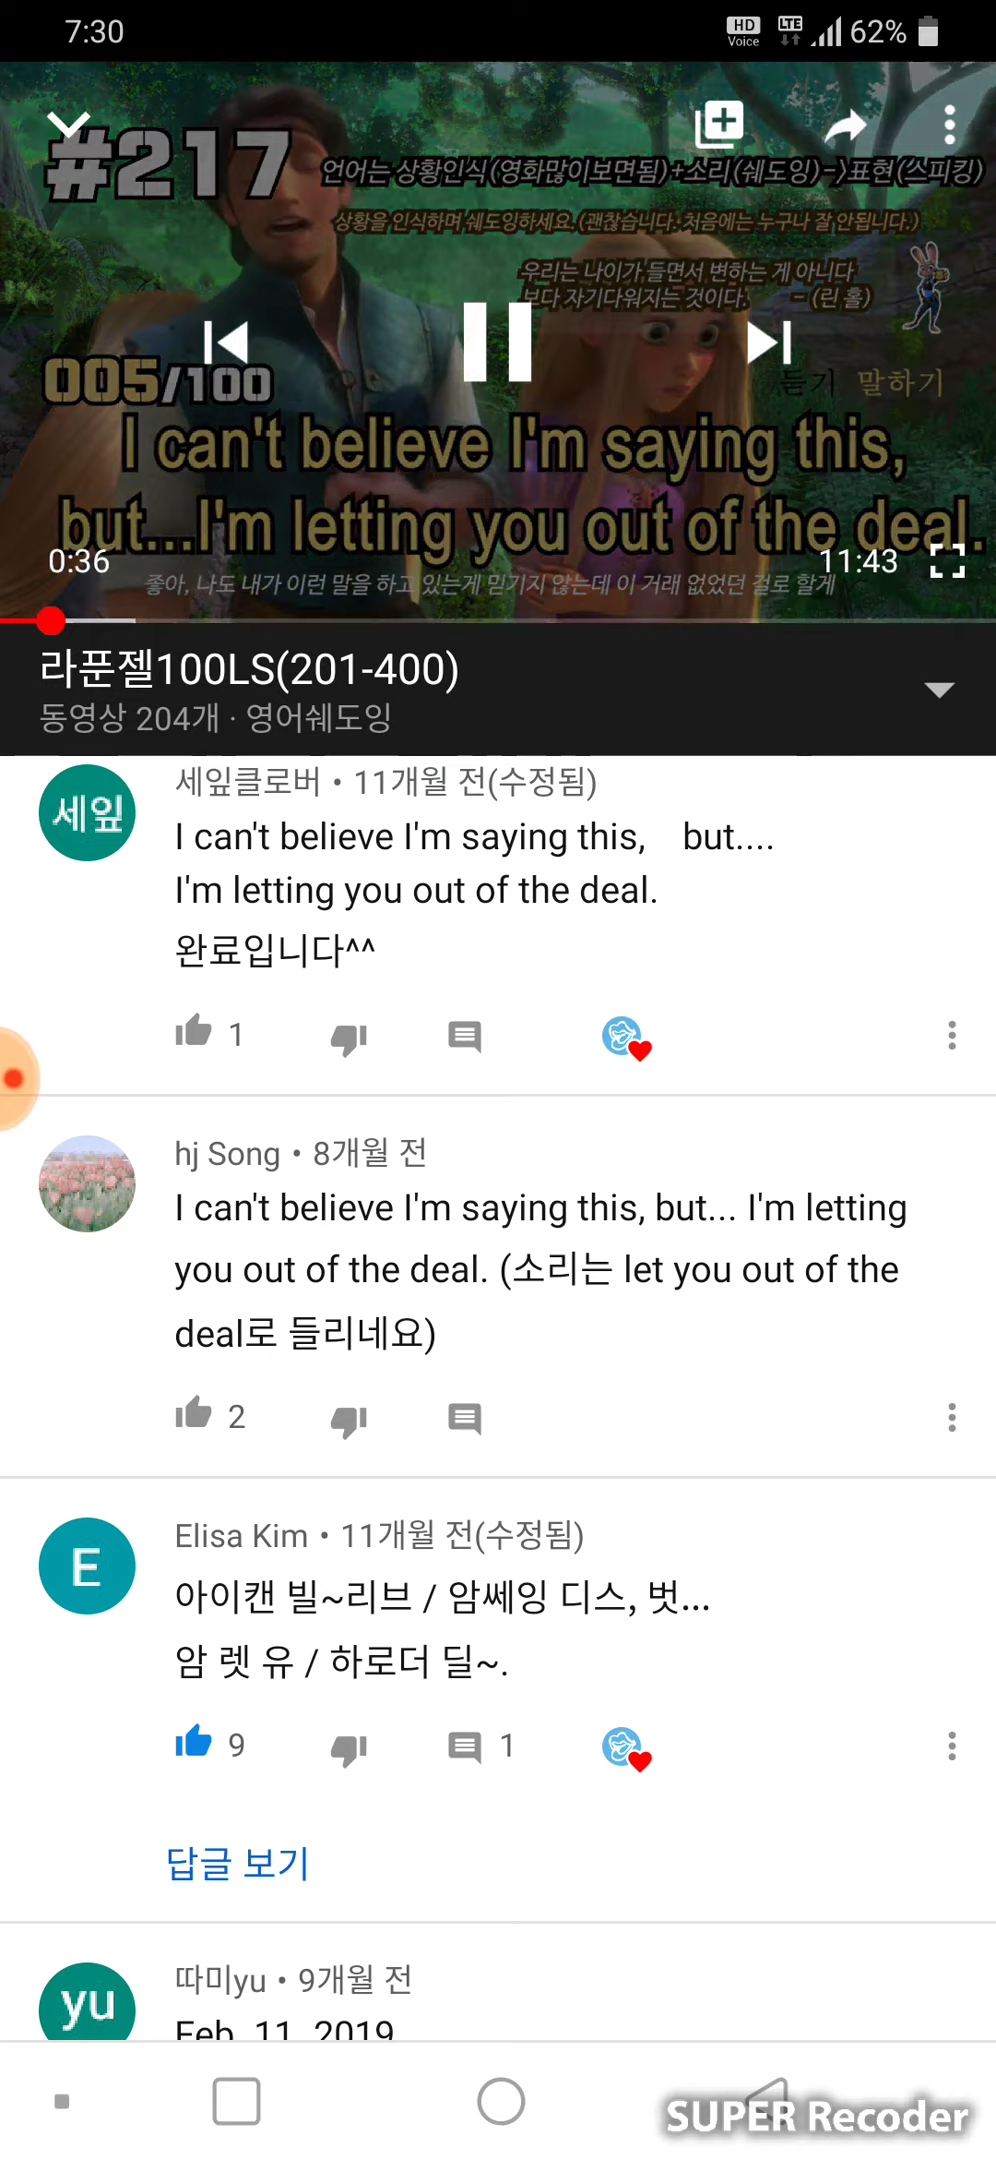 7:30
HD Voice LTE 62%
#217
언어는 상황인식(영화많이보면됨)+소리(쉐도잉)->표현(스피킹)
상황을 인식하며 쉐도잉하세요.(괜찮습니다.처음에는 누구나 잘 안됩니다.)
우리는 나이가 들면서 변하는 게 아니다
보다 자기다워지는 것이다. - (린 홀)
005/100
듣기 말하기
I can't believe I'm saying this,
but...I'm letting you out of the deal.
0:36
11:43
좋아, 나도 내가 이런 말을 하고 있는게 믿기지 않는데 이 거래 없었던 걸로 할게
라푼젤100LS(201-400)
동영상 204개 · 영어쉐도잉
세잎
세잎클로버 • 11개월 전(수정됨)
I can't believe I'm saying this, but....
I'm letting you out of the deal.
완료입니다^^
1
hj Song • 8개월 전
I can't believe I'm saying this, but... I'm letting
you out of the deal. (소리는 let you out of the
deal로 들리네요)
2
E
Elisa Kim • 11개월 전(수정됨)
아이캔 빌~리브 / 암쎄잉 디스, 벗...
암 렛 유 / 하로더 딜~.
9
1
답글 보기
yu
따미yu • 9개월 전
Feb. 11. 2019
SUPER Recoder